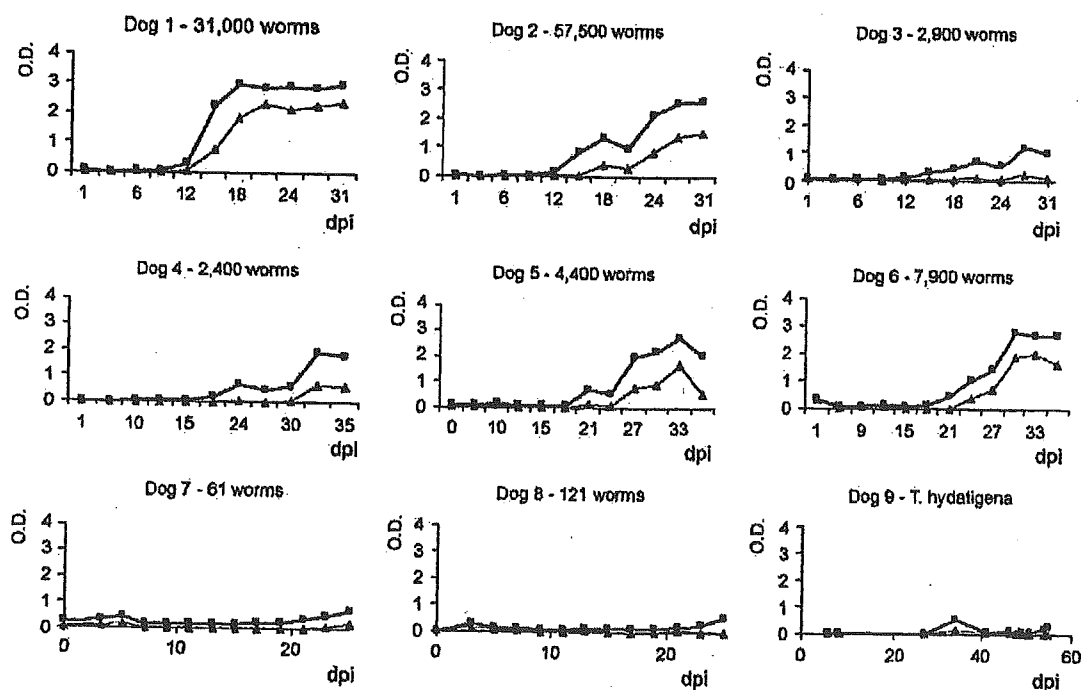 Dog 1 - 31,000 worms
Dog 2 - 57,500 worms
Dog 3 - 2,900 worms
O.D.
4
3
2
1
0
1 6 12 18 24 31
dpi
O.D.
4
3
2
1
0
1 6 12 18 24 31
dpi
O.D.
4
3
2
1
0
1 6 12 18 24 31
dpi
Dog 4 - 2,400 worms
Dog 5 - 4,400 worms
Dog 6 - 7,900 worms
O.D.
4
3
2
1
0
1 10 15 24 30 35
dpi
O.D.
4
3
2
1
0
0 10 15 21 27 33
dpi
O.D.
4
3
2
1
0
1 9 15 21 27 33
dpi
Dog 7 - 61 worms
Dog 8 - 121 worms
Dog 9 - T. hydatigena
O.D.
4
3
2
1
0
0 10 20
dpi
O.D.
4
3
2
1
0
0 10 20
dpi
O.D.
4
3
2
1
0
0 20 40 60
dpi